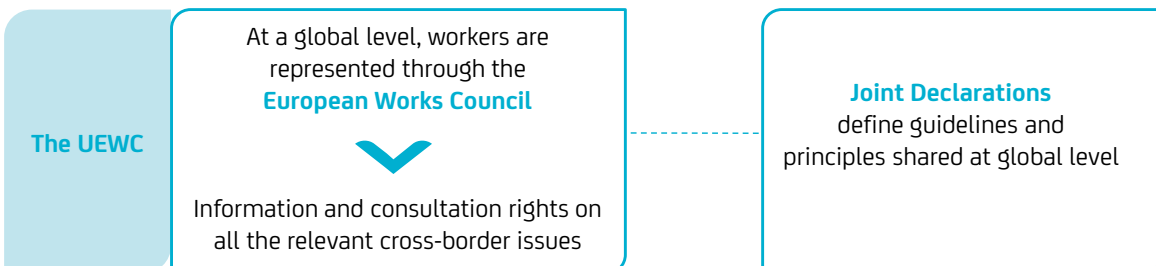 The UEWC
At a global level, workers are
represented through the
European Works Council
Information and consultation rights on
all the relevant cross-border issues
Joint Declarations
define guidelines and
principles shared at global level